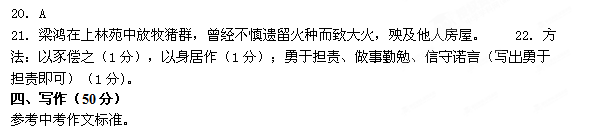 20. A
21. 梁鸿在上林苑中放牧猪群，曾经不慎遗留火种而致大火，殃及他人房屋。 22. 方
法：以豕偿之（1 分），以身居作（1 分）；勇于担责、做事勤勉、信守诺言（写出勇于
担责即可）（1 分）。
四、写作（50 分）
参考中考作文标准。